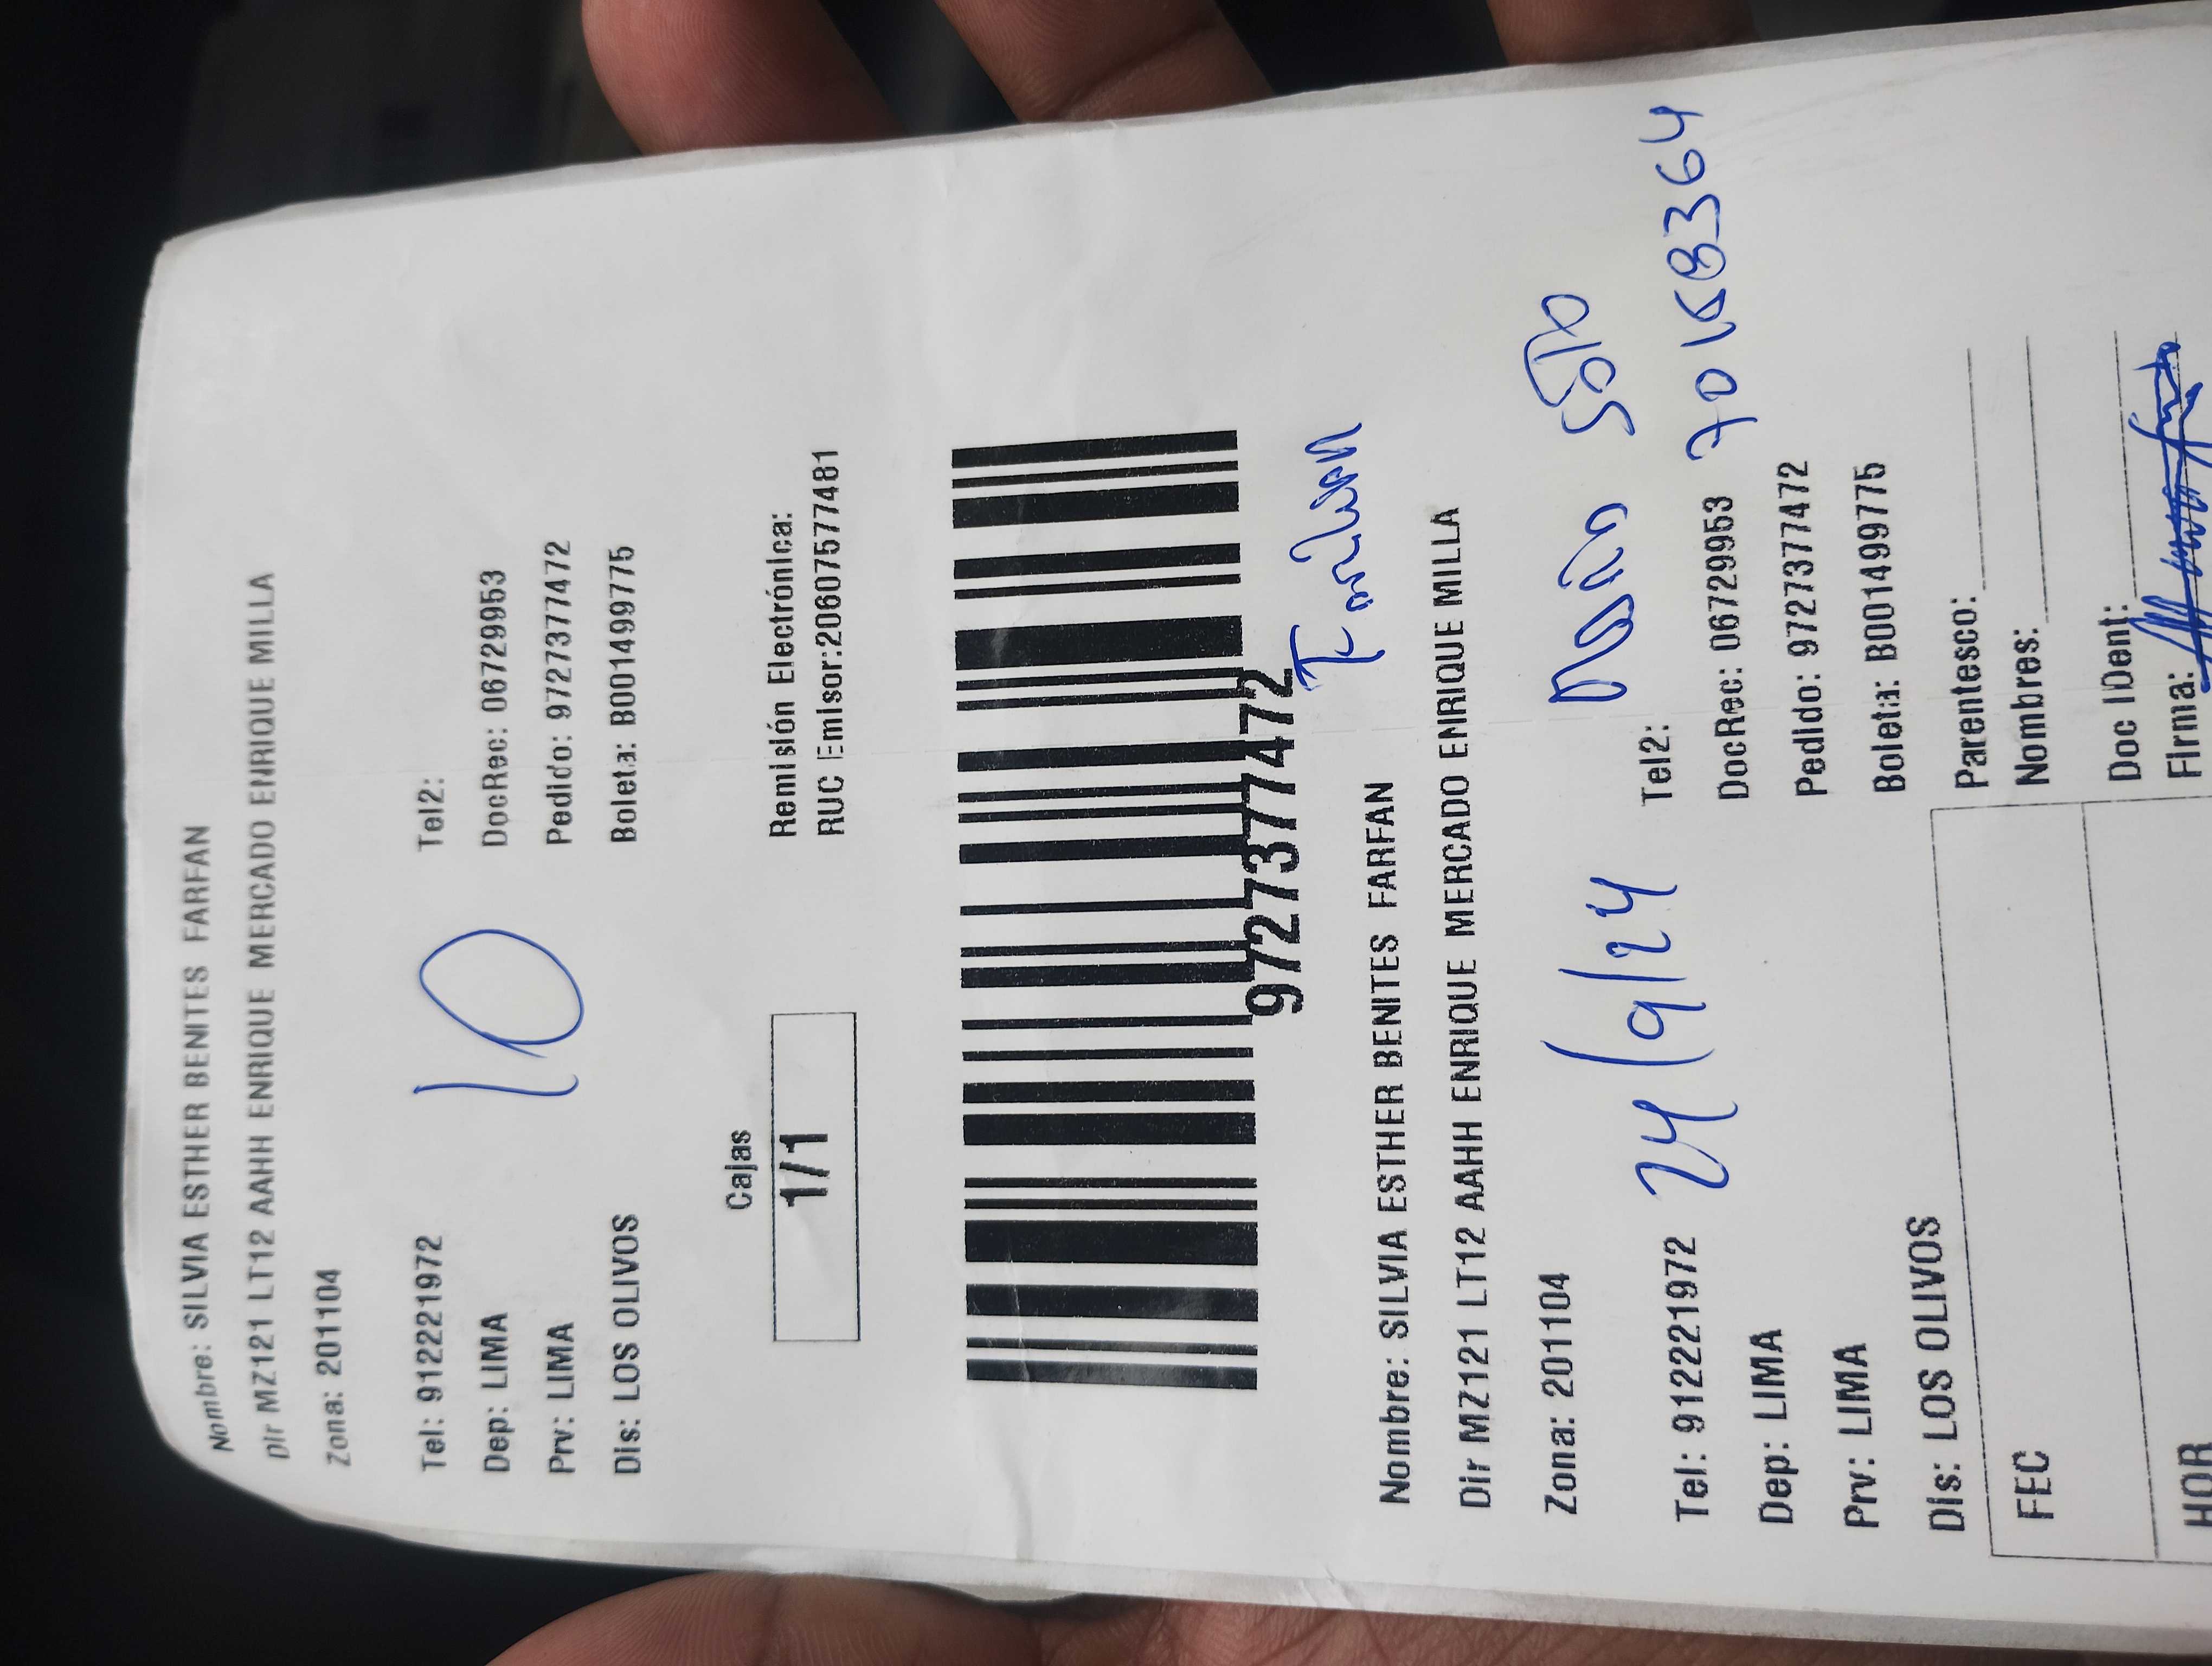 Nombre: SILVIA ESTHER BENITES FARFAN
Dir MZ121 LT12 AAHH ENRIQUE MERCADO ENRIQUE MILLA
Zona: 201104
Tel: 912221972 Tel2:
10
Dep: LIMA DocRec: 06729953
Prv: LIMA Pedido: 9727377472
Dis: LOS OLIVOS Boleta: B001499775
Cajas
1/1
Remisión Electrónica:
RUC Emisor:20607577481
9727377472
Nombre: SILVIA ESTHER BENITES FARFAN
Dir MZ121 LT12 AAHH ENRIQUE MERCADO ENRIQUE MILLA
Zona: 201104
soto
24/9/24
Tel: 912221972 Tel2:
Dep: LIMA DocRec: 06729953
Prv: LIMA Pedido: 9727377472
Dis: LOS OLIVOS Boleta: B001499775
FEC Parentesco:
Nombres:
HOR Doc IDent:
Firma: